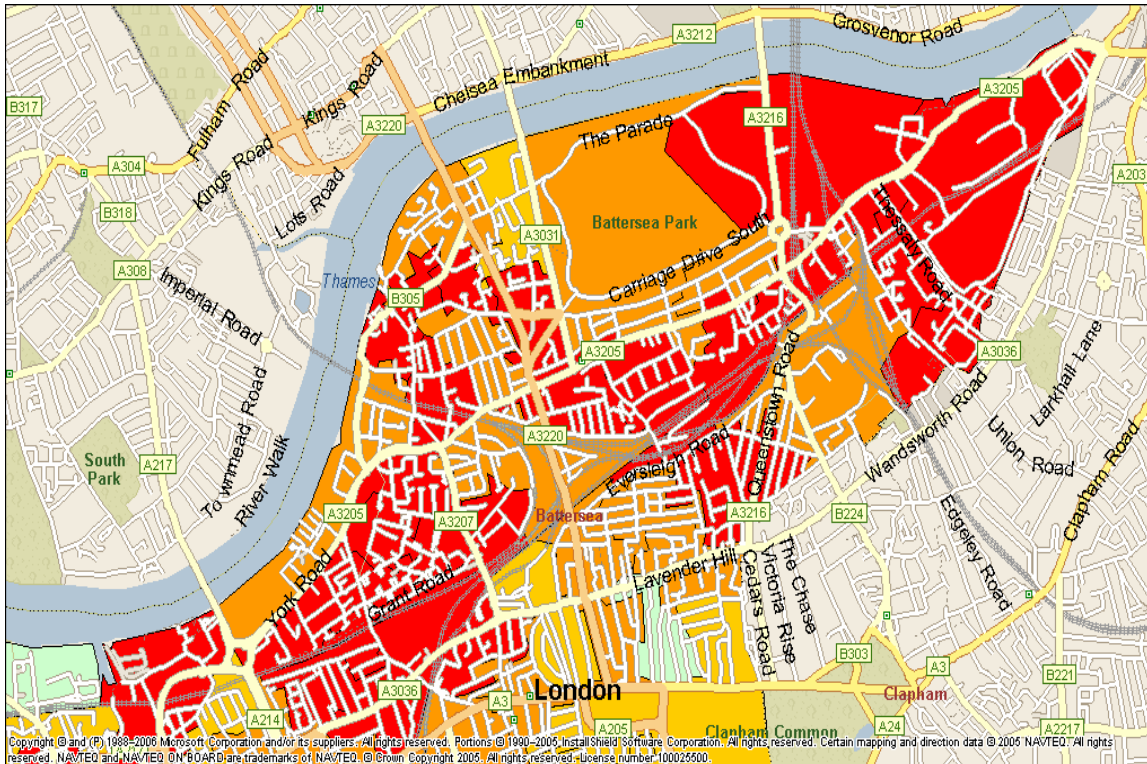 Grosvenor Road
A3212
Fulham Road
Kings Road
Chelsea Embankment
B317
A3220
A3205
The Parade
A3216
A304
Kings Road
A203
B318
Lots Road
Battersea Park
Thessaly Road
A3031
A308
Imperial Road
Thames
B305
Carriage Drive South
A3205
A3036
Larkhall Lane
Townmead Road
River Walk
Queenstown Road
Wandsworth Road
Union Road
A3220
Clapham Road
South Park
A217
Eversleigh Road
Edgeley Road
A3205
A3207
Battersea
A3216
B224
York Road
Grant Road
Lavender Hill
The Chase
Victoria Rise
Cedars Road
B303
A3
B221
A3036
A3
London
Clapham
A214
A205
Clapham Common
A24
A2217
Copyright © and (P) 1988-2006 Microsoft Corporation and/or its suppliers. All rights reserved. Portions © 1990-2005 InstallShield Software Corporation. All rights reserved. Certain mapping and direction data © 2005 NAVTEQ. All rights
reserved. NAVTEQ and NAVTEQ ON BOARD are trademarks of NAVTEQ. © Crown Copyright 2005. All rights reserved. License number 100025500.